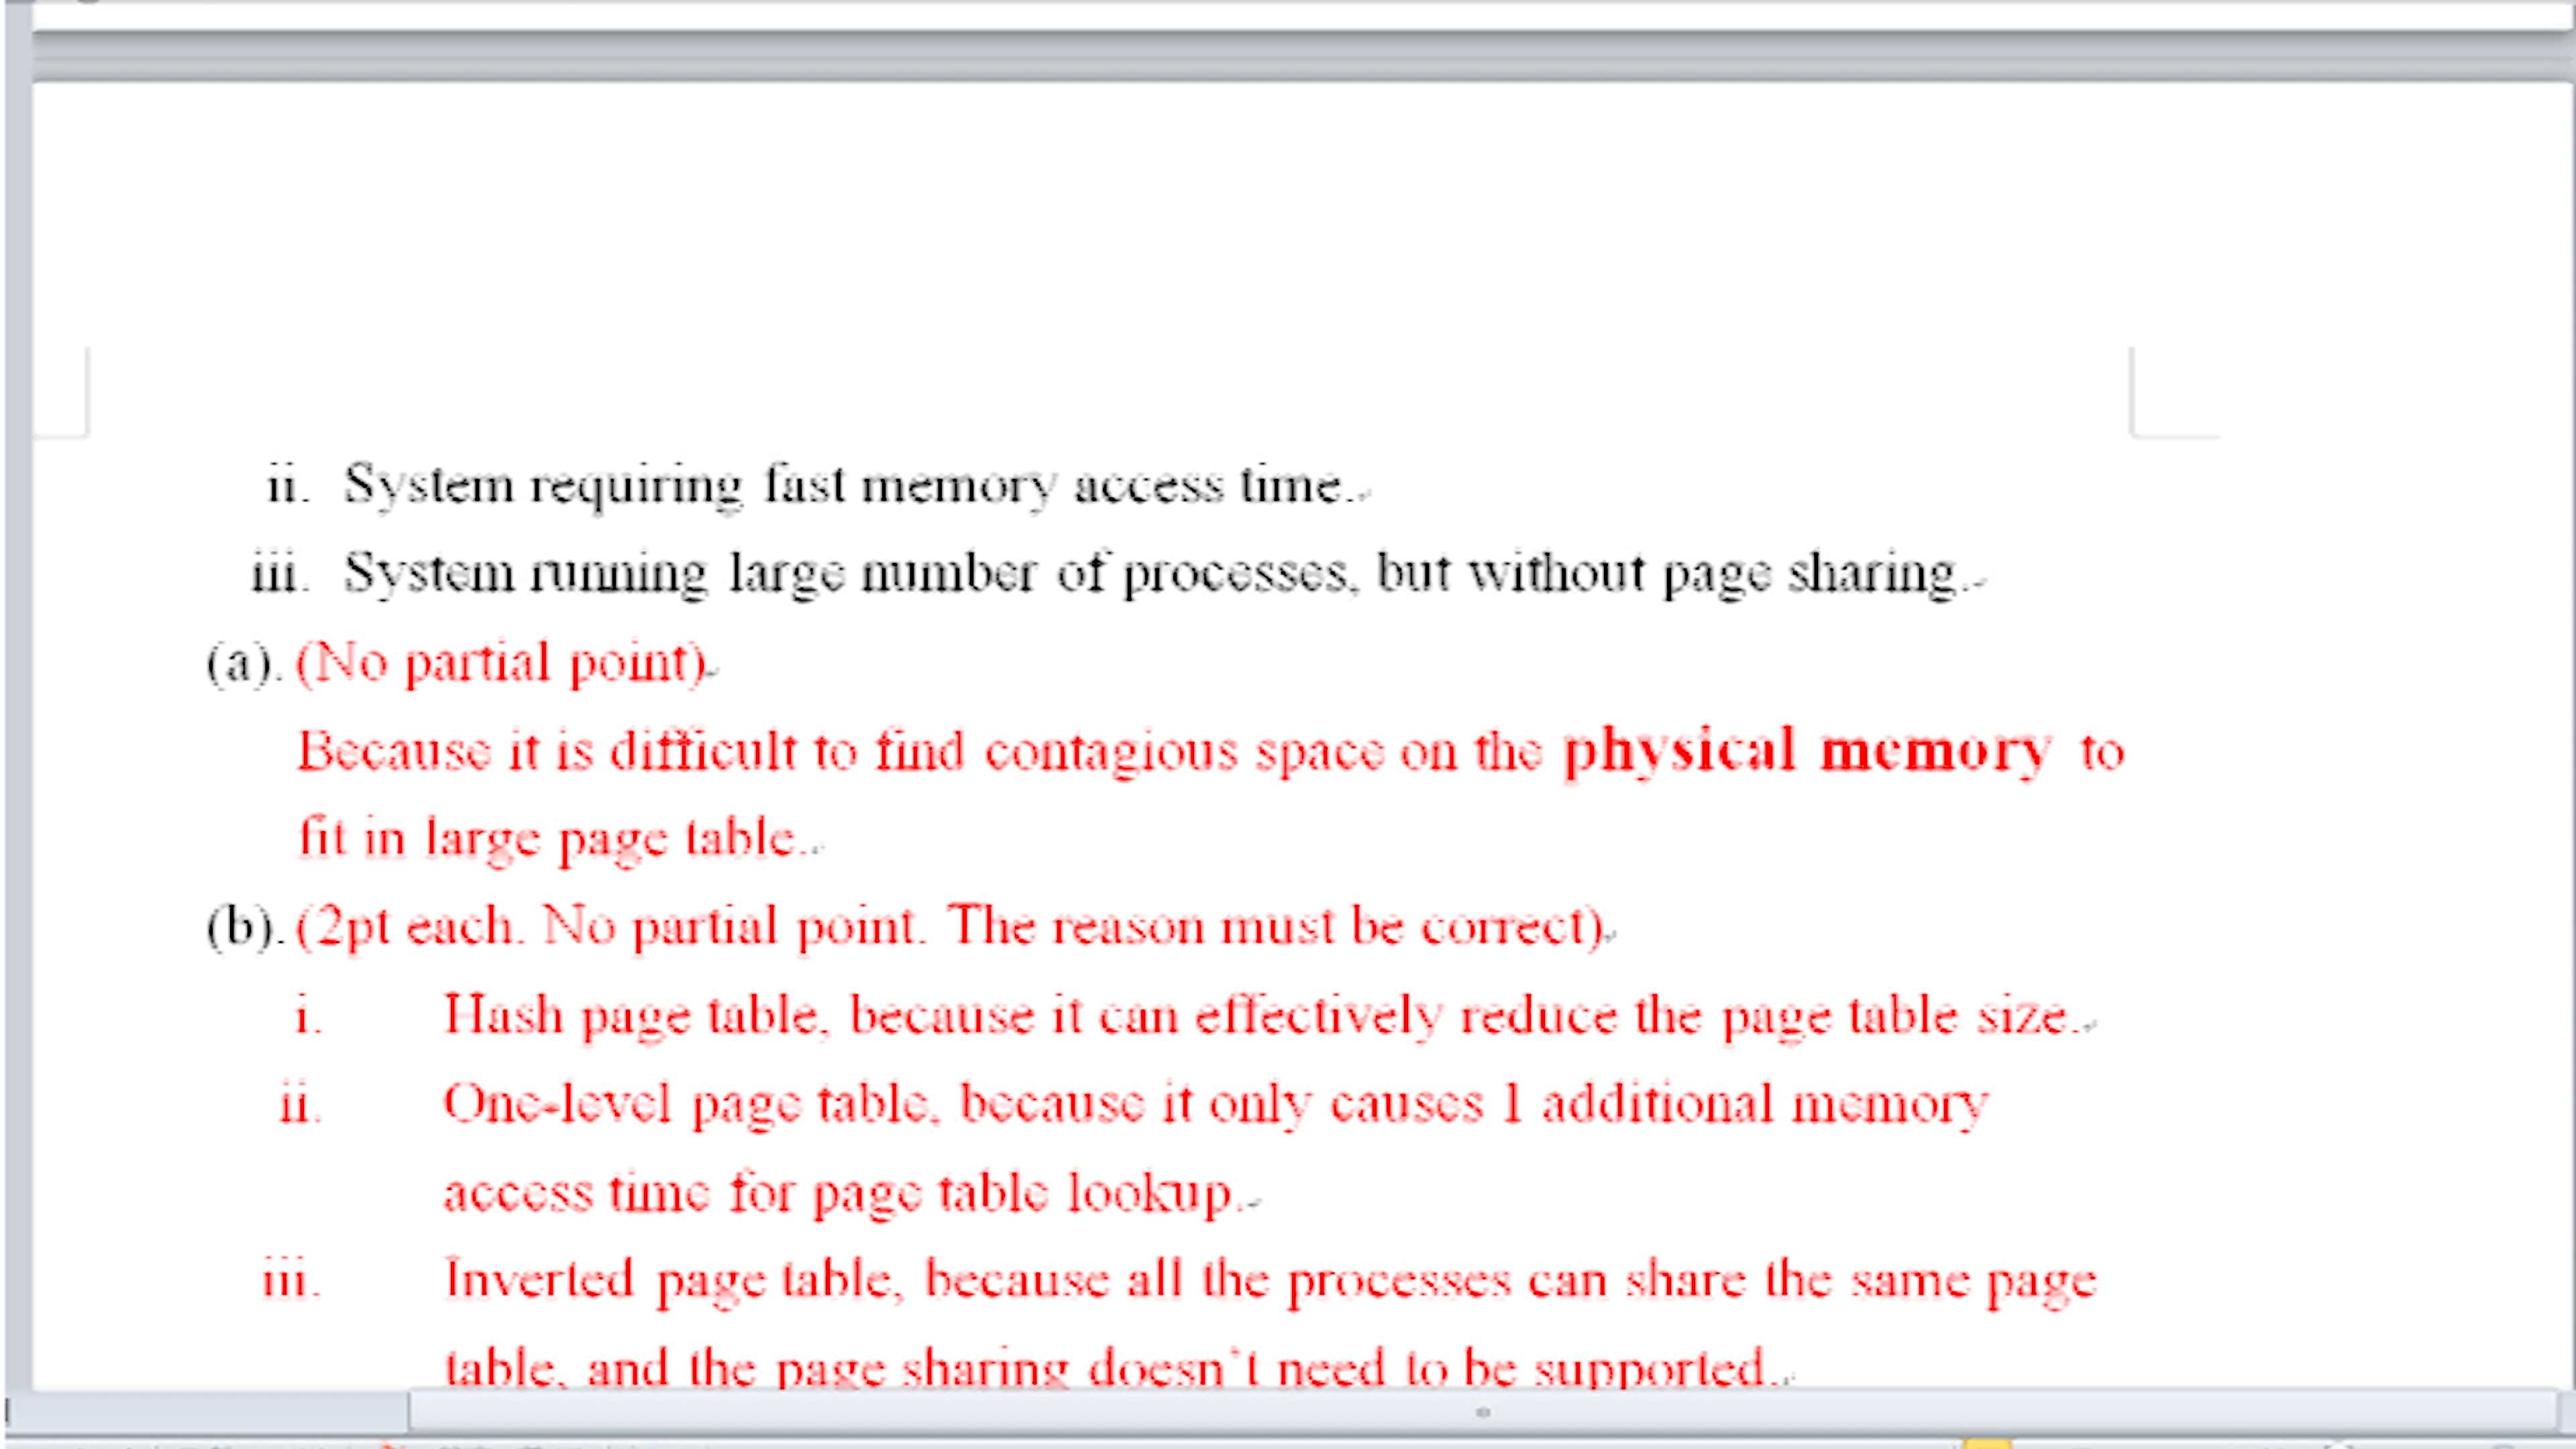 ii. System requiring fast memory access time.
iii. System running large number of processes, but without page sharing.
(a). (No partial point)
Because it is difficult to find contagious space on the physical memory to
fit in large page table.
(b). (2pt each. No partial point. The reason must be correct)
i. Hash page table, because it can effectively reduce the page table size.
ii. One-level page table, because it only causes 1 additional memory
access time for page table lookup.
iii. Inverted page table, because all the processes can share the same page
table, and the page sharing doesn't need to be supported.